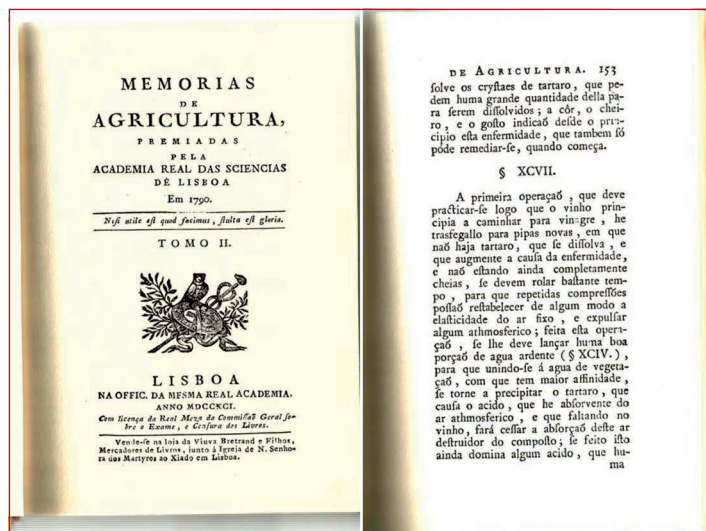 MEMORIAS
DE
AGRICULTURA,
PREMIADAS
PELA
ACADEMIA REAL DAS SCIENCIAS
DE LISBOA
Em 1790.
Nisi utile est quod facimus, stulta est gloria.
TOMO II.
LISBOA
NA OFFIC. DA MESMA REAL ACADEMIA.
ANNO MDCCXCI.
Com licença da Real Meza da Commissaõ Geral so-
bre o Exame, e Censura dos Livros.
Vende-se na loja da Viuva Bretrand e Filhos,
Mercadores de Livros, junto á Igreja de N. Senho-
ra dos Martyres ao Xiado em Lisboa.
DE AGRICULTURA. 153
ſolve os cryſtaes de tartaro, que pe-
dem huma grande quantidade della pa-
ra ſerem diſſolvidos; a côr, o chei-
ro, e o goſto indicaõ deſde o prin-
cipio eſta enfermidade, que tambem ſó
póde remediar-ſe, quando começa.
§ XCVII.
A primeira operaçaõ, que deve
practicar-ſe logo que o vinho prin-
cipia a caminhar para vinagre, he
trasfegallo para pipas novas, em que
naõ haja tartaro, que ſe diſſolva, e
que augmente a cauſa da enfermidade,
e naõ eſtando ainda completamente
cheias, ſe devem rolar baſtante tem-
po, para que repetidas compreſſões
poſſaõ reſtabelecer de algum modo a
elaſticidade do ar fixo, e expulſar
algum athmosferico; feita eſta opera-
çaõ, ſe lhe deve lançar huma boa
porçaõ de agua ardente (§ XCIV.),
para que unindo-ſe á agua de vegeta-
çaõ, com que tem maior affinidade,
ſe torne a precipitar o tartaro, que
cauſa o acido, que he abſorvente do
ar athmosferico, e que faltando no
vinho, fará ceſſar a abſorçaõ deſte ar
deſtruidor do compoſto; ſe feito iſto
ainda domina algum acido, que hu-
ma